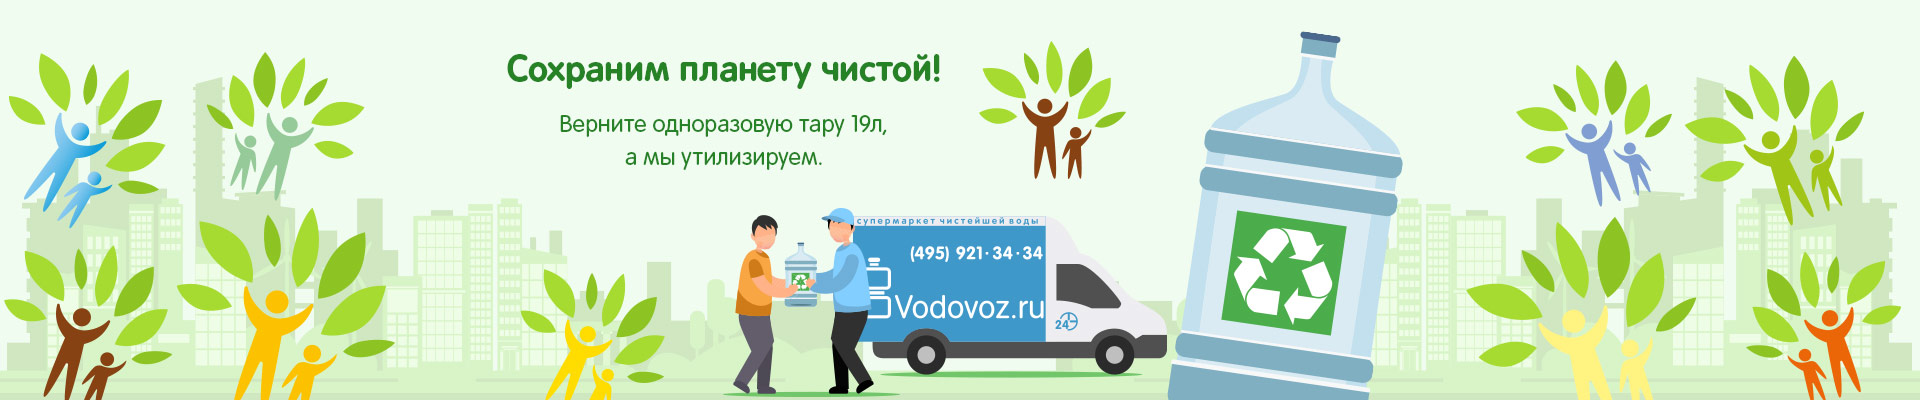 Сохраним планету чистой!
Верните одноразовую тару 19л,
а мы утилизируем.
супермаркет чистейшей воды
(495) 921·34·34
Vodovoz.ru
24